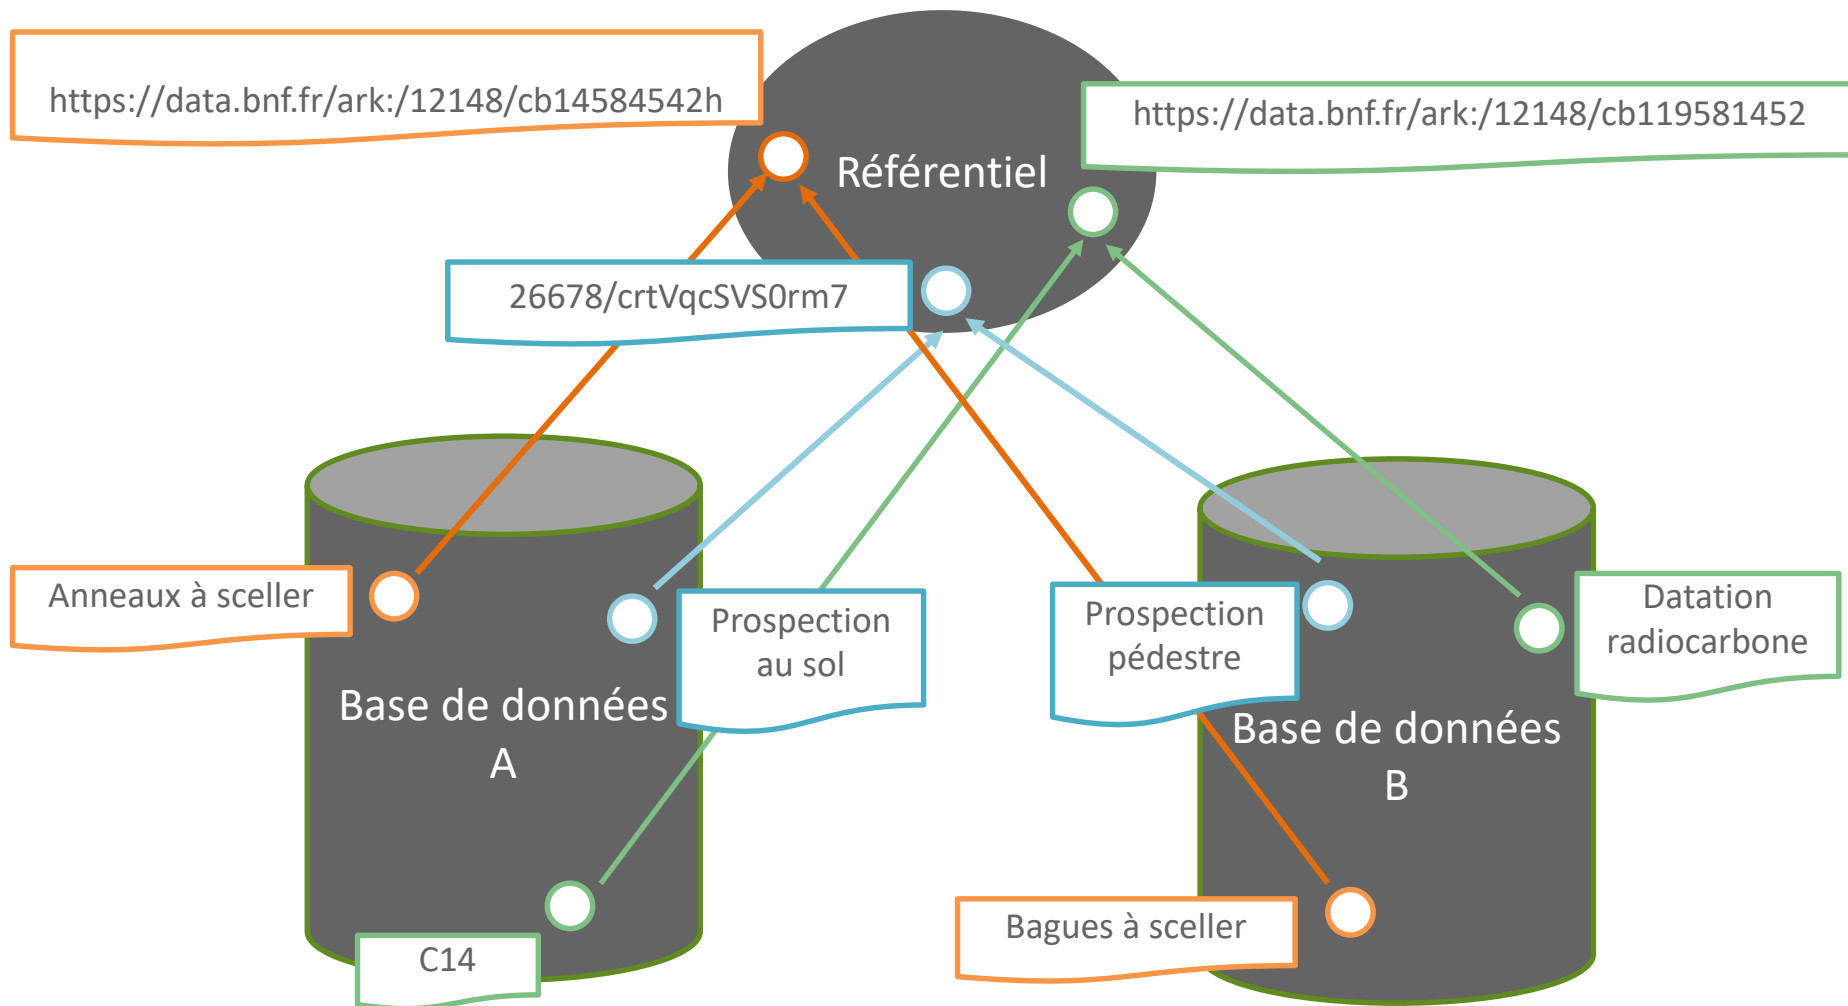 https://data.bnf.fr/ark:/12148/cb14584542h
https://data.bnf.fr/ark:/12148/cb119581452
Référentiel
26678/crtVqcSVS0rm7
Anneaux à sceller
Prospection
au sol
Prospection
pédestre
Datation
radiocarbone
Base de données
A
Base de données
B
Bagues à sceller
C14